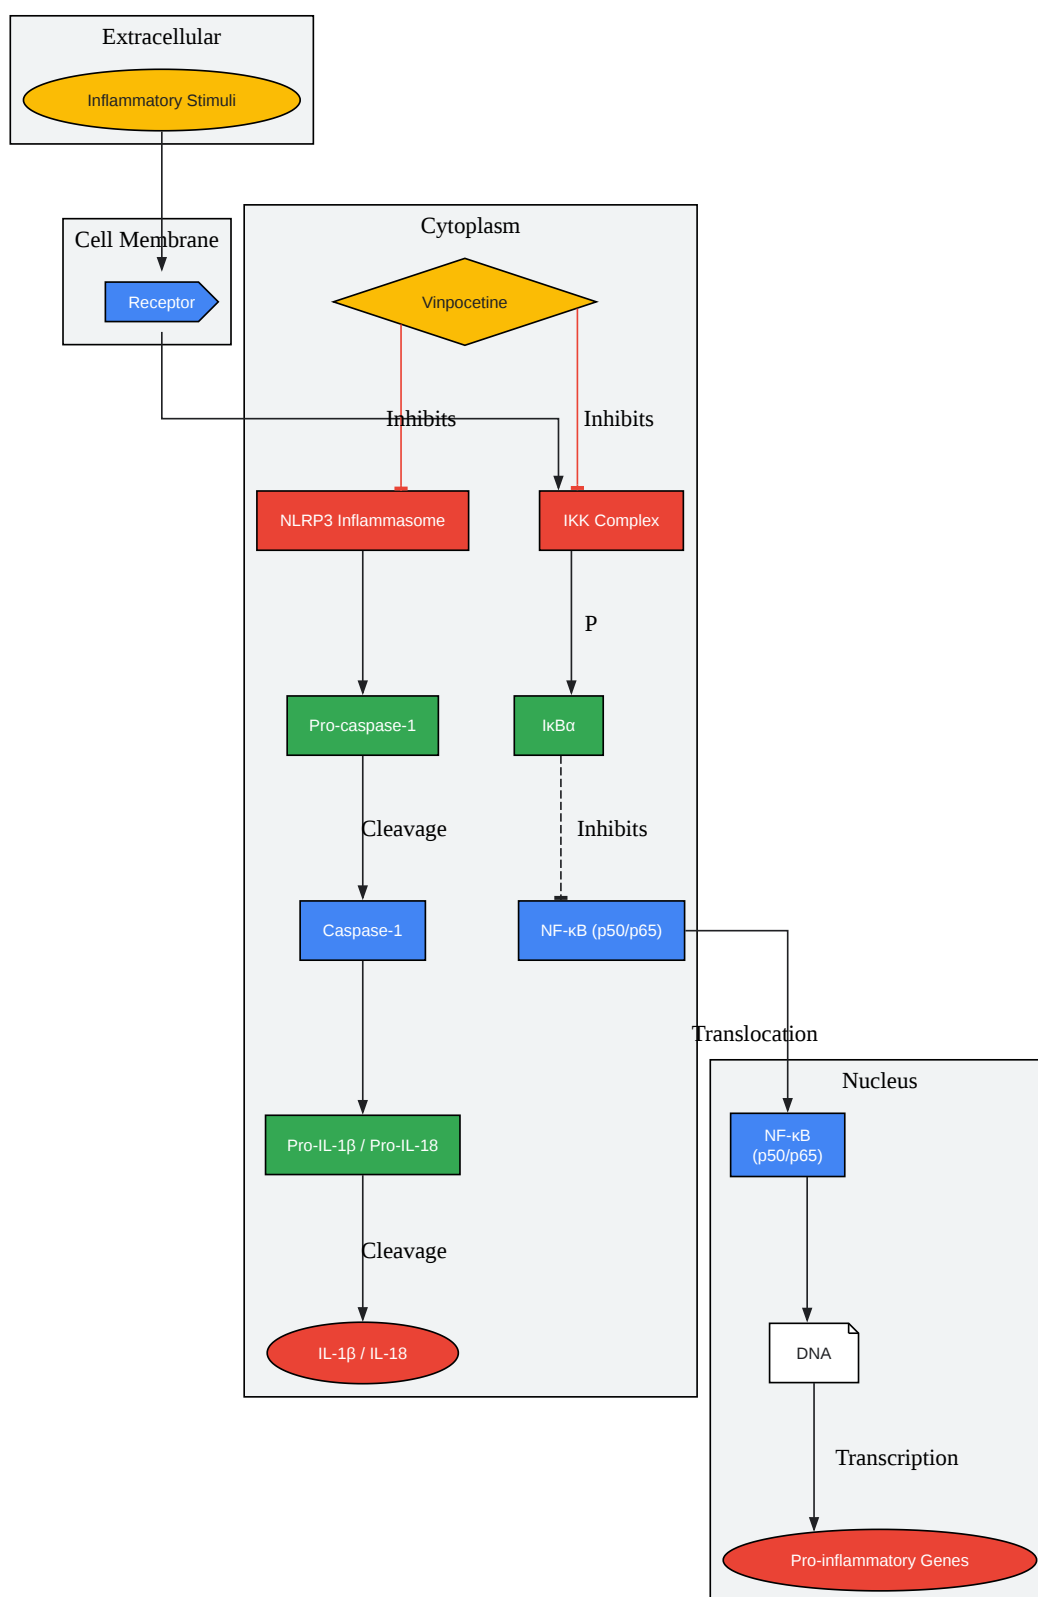 Extracellular
Inflammatory Stimuli
Cell Membrane
Receptor
Cytoplasm
Vinpocetine
Inhibits
Inhibits
NLRP3 Inflammasome
IKK Complex
P
Pro-caspase-1
IκBα
Cleavage
Inhibits
Caspase-1
NF-κB (p50/p65)
Translocation
Nucleus
Pro-IL-1β / Pro-IL-18
NF-κB
(p50/p65)
Cleavage
IL-1β / IL-18
DNA
Transcription
Pro-inflammatory Genes